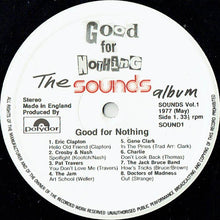 Good
for
NOTHiNG
The sounds album
Stereo
Made in England
Produced By
Polydor
SOUNDS Vol.1
1977 (May)
Side 1. 33⅓ rpm
SOUND1
Good for Nothing
1. Eric Clapton
Hello Old Friend (Clapton)
2. Crosby & Nash
Spotlight (Kootch/Nash)
3. Pat Travers
You Don't Love Me (Travers)
4. The Jam
Art School (Weller)
5. Gene Clark
In The Pines (Trad Arr. Clark)
6. Charlie
Don't Look Back (Thomas)
7. The Jack Bruce Band
How's Tricks (Bruce/Brown)
8. Doctors of Madness
Out (Strange)
ALL RIGHTS OF THE MANUFACTURER AND OF THE OWNER OF THE RECORDED WORK RESERVED UNAUTHORISED PUBLIC PERFORMANCE BROADCASTING AND COPYING OF THIS RECORD PROHIBITED